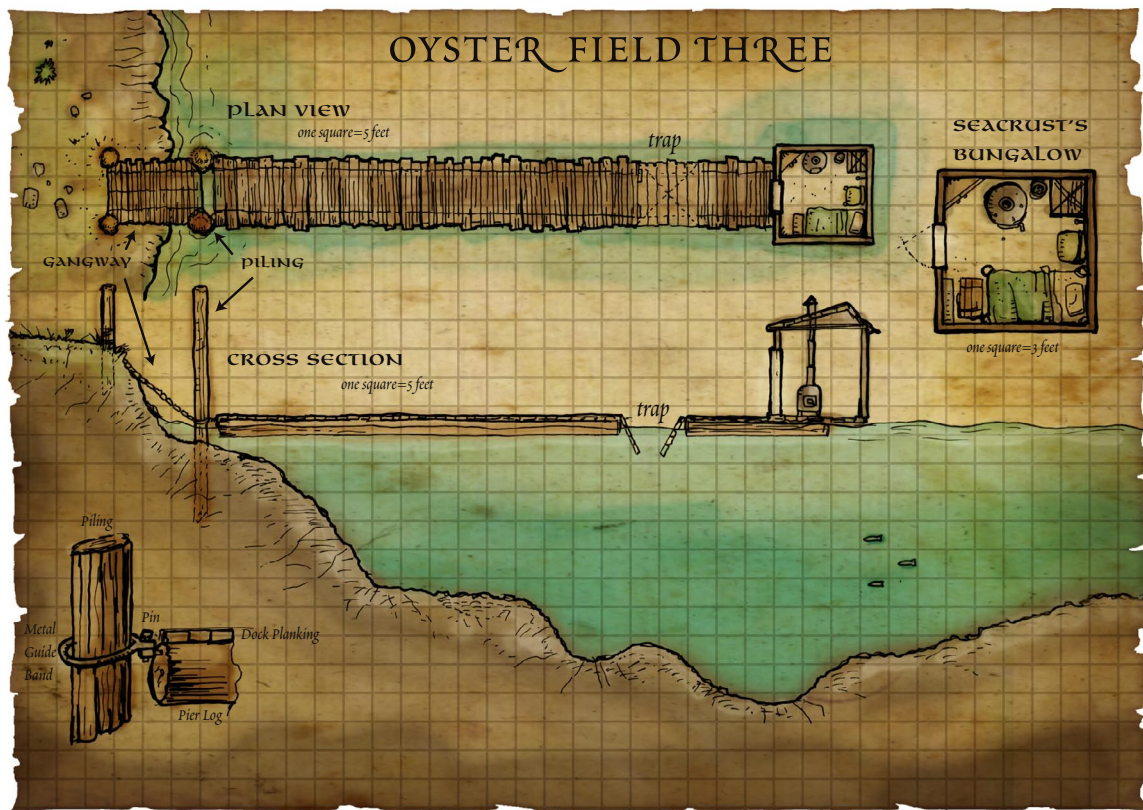 OYSTER FIELD THREE
PLAN VIEW
one square=5 feet
trap
SEACRUST'S
BUNGALOW
GANGWAY
PILING
one square=3 feet
CROSS SECTION
one square=5 feet
trap
Piling
Pin
Metal
Guide
Band
Dock Planking
Pier Log